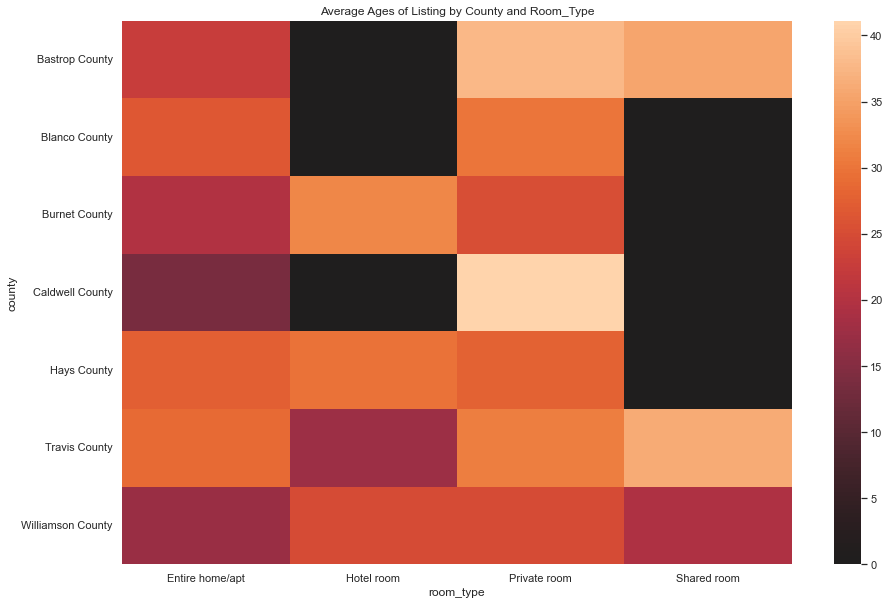 Average Ages of Listing by County and Room_Type
county
Bastrop County
Blanco County
Burnet County
Caldwell County
Hays County
Travis County
Williamson County
Entire home/apt
Hotel room
Private room
Shared room
room_type
40
35
30
25
20
15
10
5
0